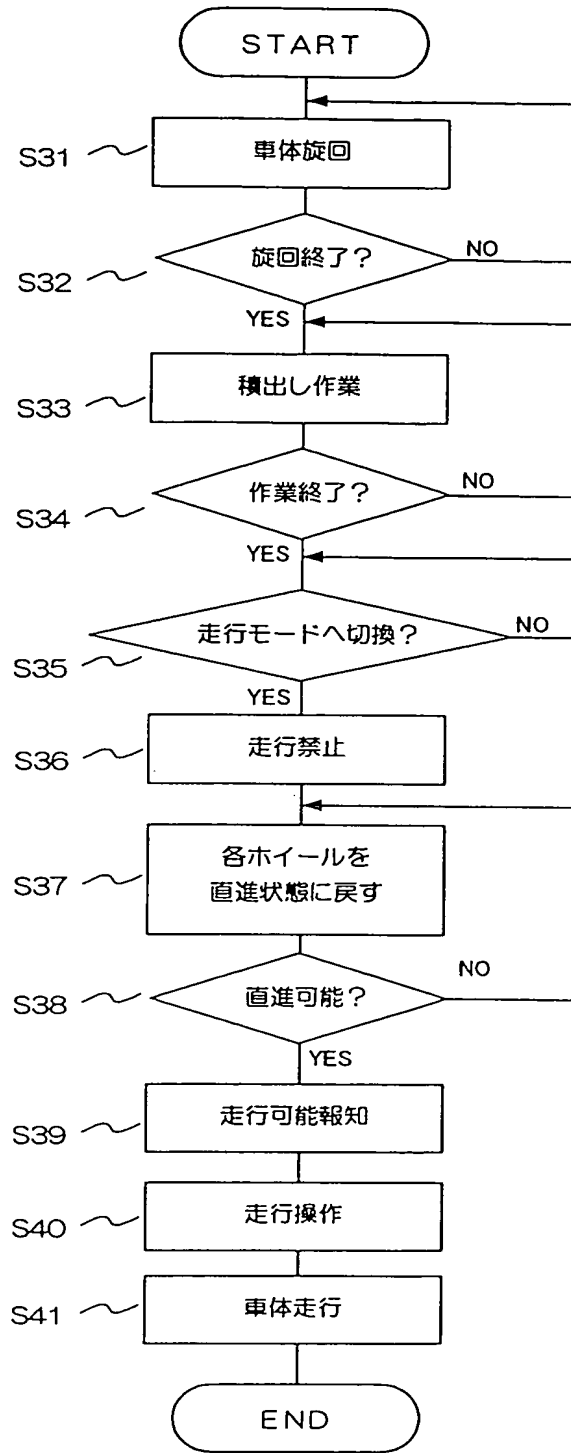 START
S31
車体旋回
S32
旋回終了?
NO
YES
S33
積出し作業
S34
作業終了?
NO
YES
S35
走行モードへ切換?
NO
YES
S36
走行禁止
S37
各ホイールを
直進状態に戻す
S38
直進可能?
NO
YES
S39
走行可能報知
S40
走行操作
S41
車体走行
END